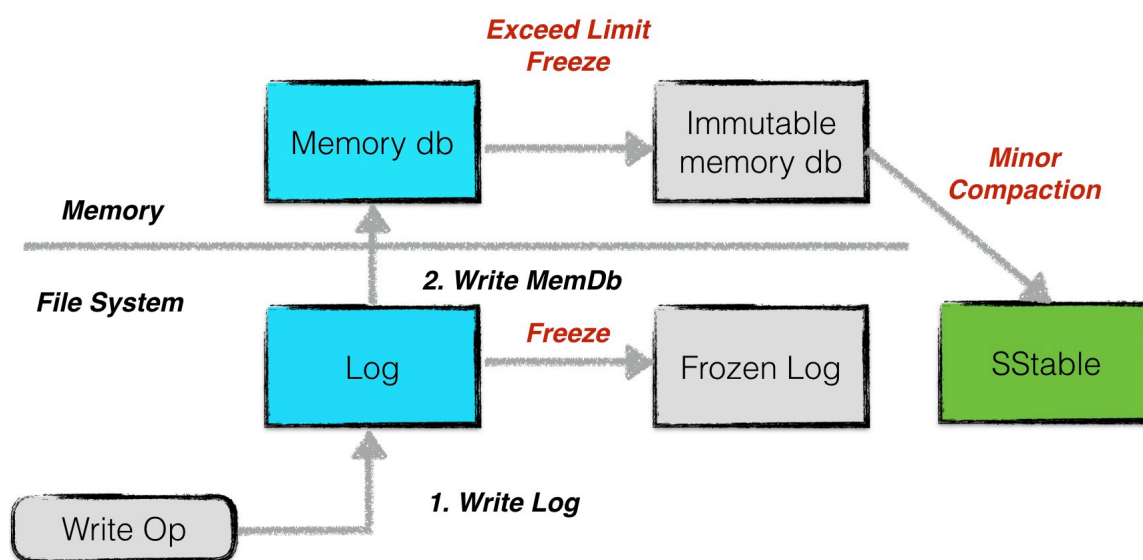 Exceed Limit
Freeze
Memory db
Immutable
memory db
Minor
Compaction
Memory
File System
2. Write MemDb
Log
Freeze
Frozen Log
SStable
1. Write Log
Write Op